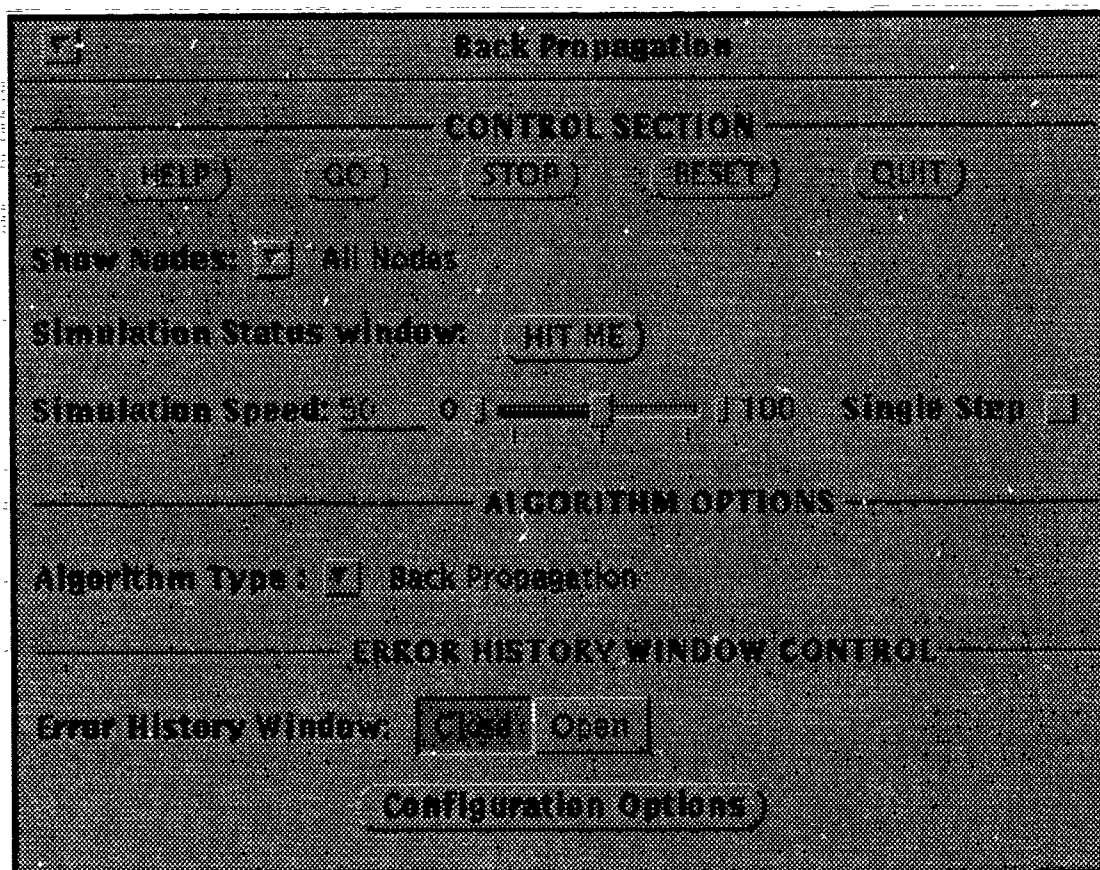 Back Propagation
CONTROL SECTION
HELP GO STOP RESET QUIT
Show Nodes: All Nodes
Simulation Status window: HIT ME
Simulation Speed: 50 0 100 Single Step
ALGORITHM OPTIONS
Algorithm Type : Back Propagation
ERROR HISTORY WINDOW CONTROL
Error History Window: Close Open
Configuration Options